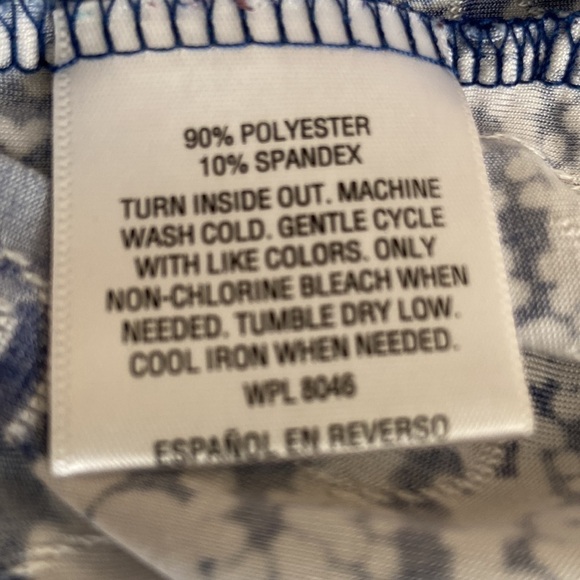 90% POLYESTER
10% SPANDEX
TURN INSIDE OUT. MACHINE
WASH COLD. GENTLE CYCLE
WITH LIKE COLORS. ONLY
NON-CHLORINE BLEACH WHEN
NEEDED. TUMBLE DRY LOW.
COOL IRON WHEN NEEDED.
WPL 8046
ESPAÑOL EN REVERSO